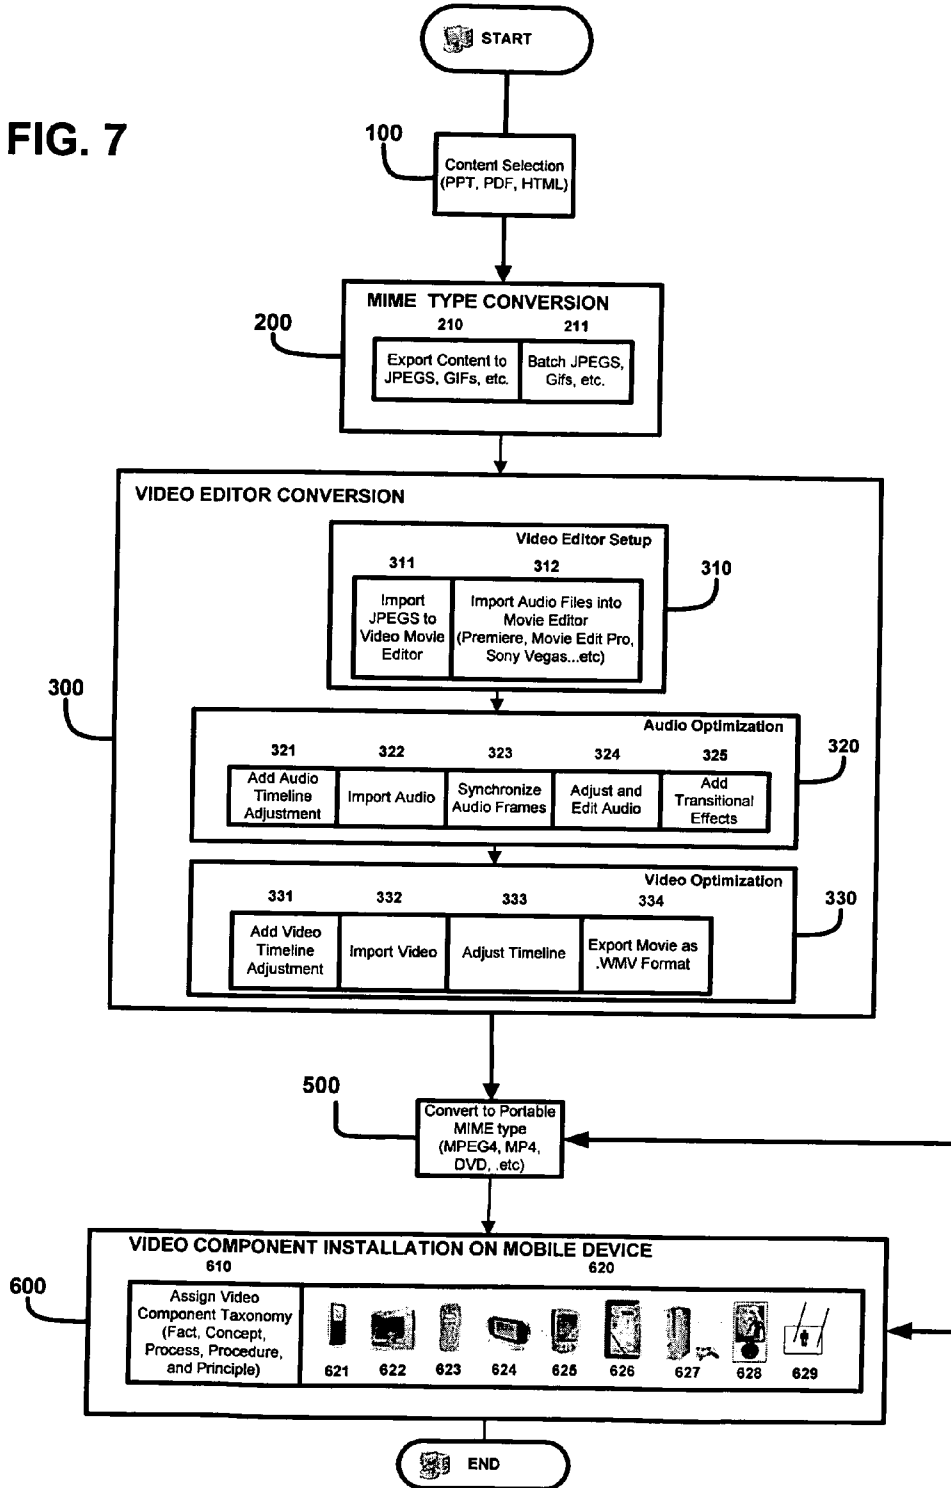 START
FIG. 7
100
Content Selection
(PPT, PDF, HTML)
MIME TYPE CONVERSION
200
210
211
Export Content to
JPEGS, GIFs, etc.
Batch JPEGS,
Gifs, etc.
VIDEO EDITOR CONVERSION
Video Editor Setup
311
312
310
Import
JPEGS to
Video Movie
Editor
Import Audio Files into
Movie Editor
(Premiere, Movie Edit Pro,
Sony Vegas...etc)
300
Audio Optimization
321
322
323
324
325
320
Add Audio
Timeline
Adjustment
Import Audio
Synchronize
Audio Frames
Adjust and
Edit Audio
Add
Transitional
Effects
Video Optimization
331
332
333
334
330
Add Video
Timeline
Adjustment
Import Video
Adjust Timeline
Export Movie as
.WMV Format
500
Convert to Portable
MIME type
(MPEG4, MP4,
DVD, .etc)
VIDEO COMPONENT INSTALLATION ON MOBILE DEVICE
610
620
600
Assign Video
Component Taxonomy
(Fact, Concept,
Process, Procedure,
and Principle)
621
622
623
624
625
626
627
628
629
END